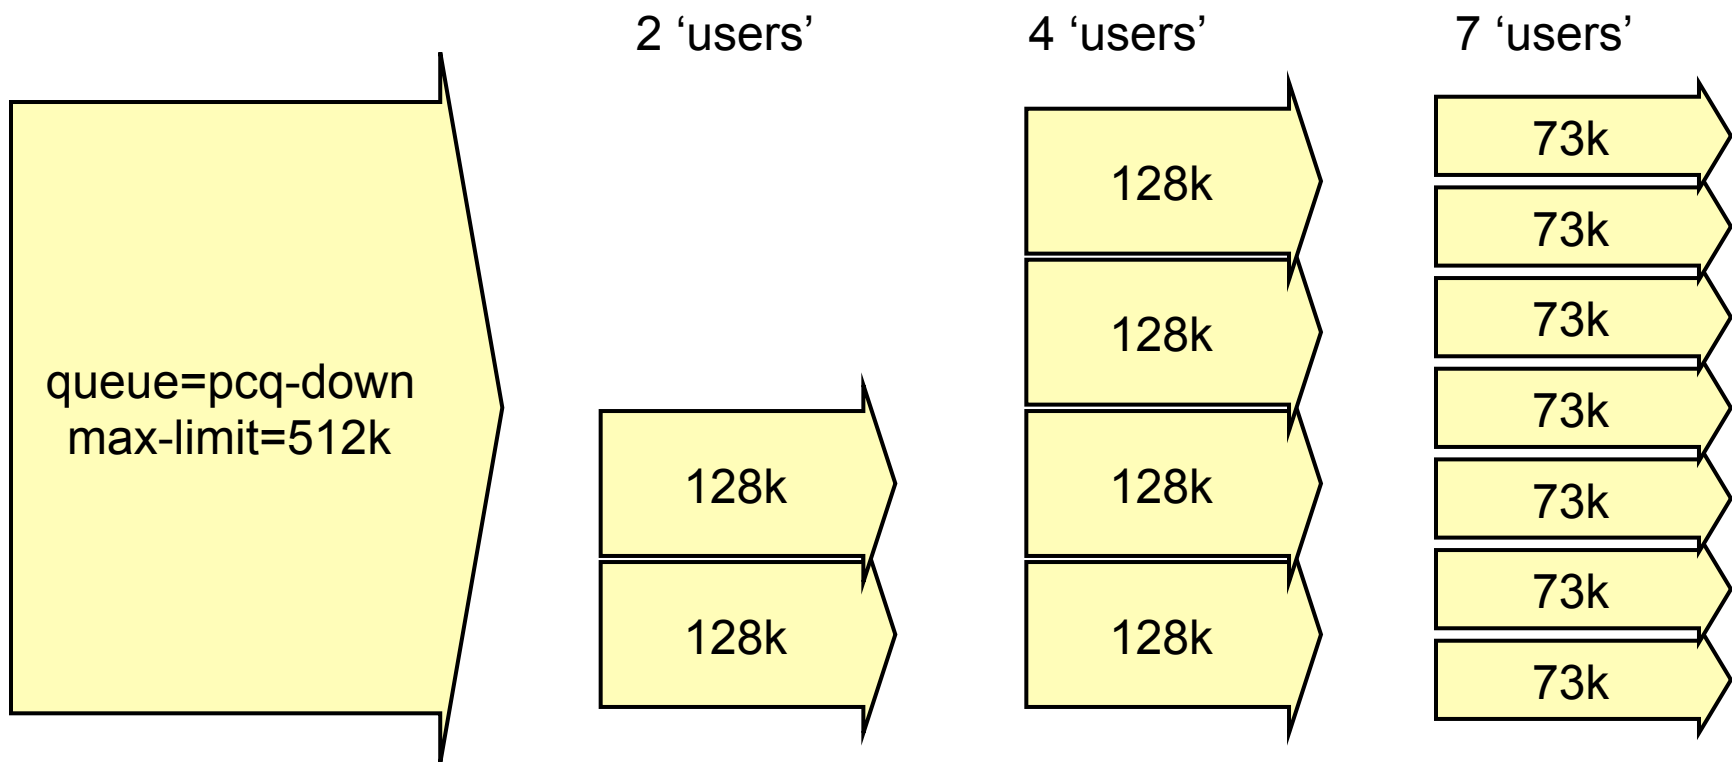 2 ‘users’
4 ‘users’
7 ‘users’
queue=pcq-down
max-limit=512k
128k
128k
128k
128k
128k
128k
73k
73k
73k
73k
73k
73k
73k